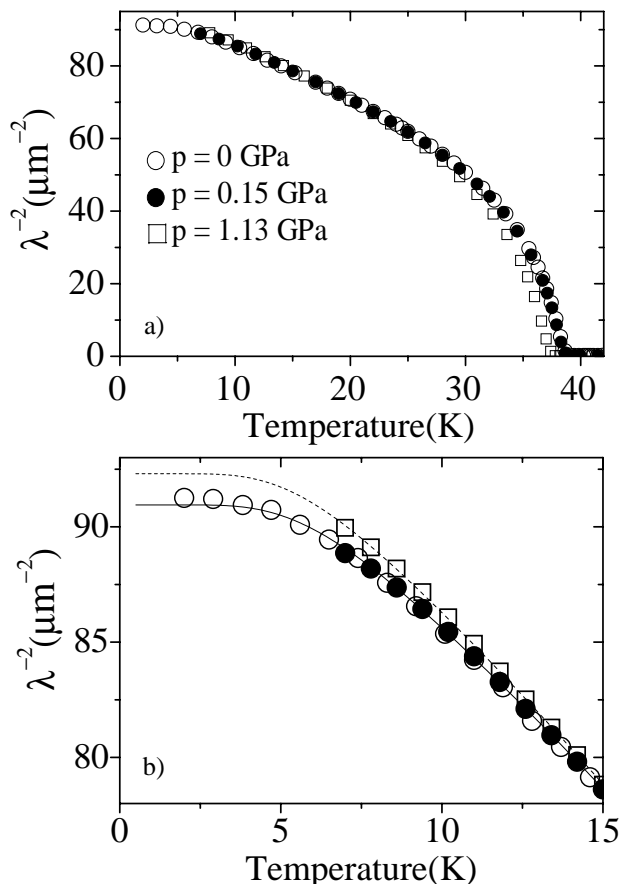 80
60
40
20
0
λ⁻²(μm⁻²)
p = 0 GPa
p = 0.15 GPa
p = 1.13 GPa
a)
0 10 20 30 40
Temperature(K)
90
85
80
λ⁻²(μm⁻²)
b)
0 5 10 15
Temperature(K)